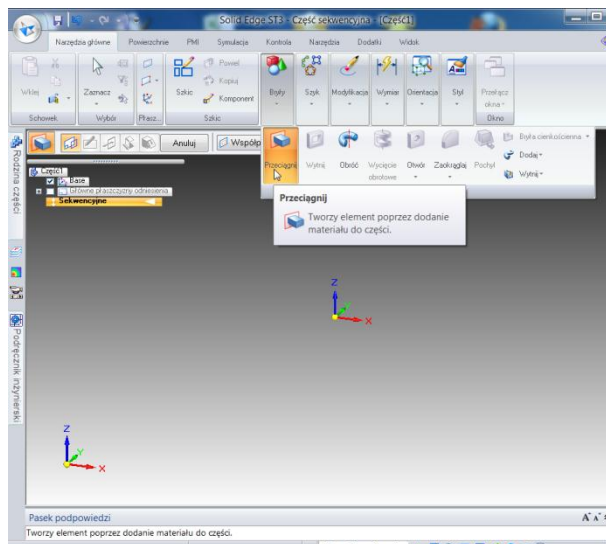 Solid Edge ST3 - Część sekwencyjna - [Część1]
Narzędzia główne Powierzchnie PMI Symulacja Kontrola Narzędzia Dodatki Widok
Wklej
Schowek
Zaznacz
Wybór
Płasz...
Szkic
Powiel
Kopiuj
Komponent
Szkic
Bryły
Szyk
Modyfikacja
Wymiar
Orientacja
Styl
Przełącz okna
Okno
Anuluj
Współp
Przeciągnij
Wytnij
Obróć
Wycięcie obrotowe
Otwór
Zaokrąglaj
Pochyl
Bryła cienkościenna
Dodaj
Wytnij
Rodzina części
Część1
Base
Główne płaszczyzny odniesienia
Sekwencyjne
Przeciągnij
Tworzy element poprzez dodanie
materiału do części.
Z
Y
X
Podręcznik inżynierski
Z
Y
X
Pasek podpowiedzi
A A
Tworzy element poprzez dodanie materiału do części.